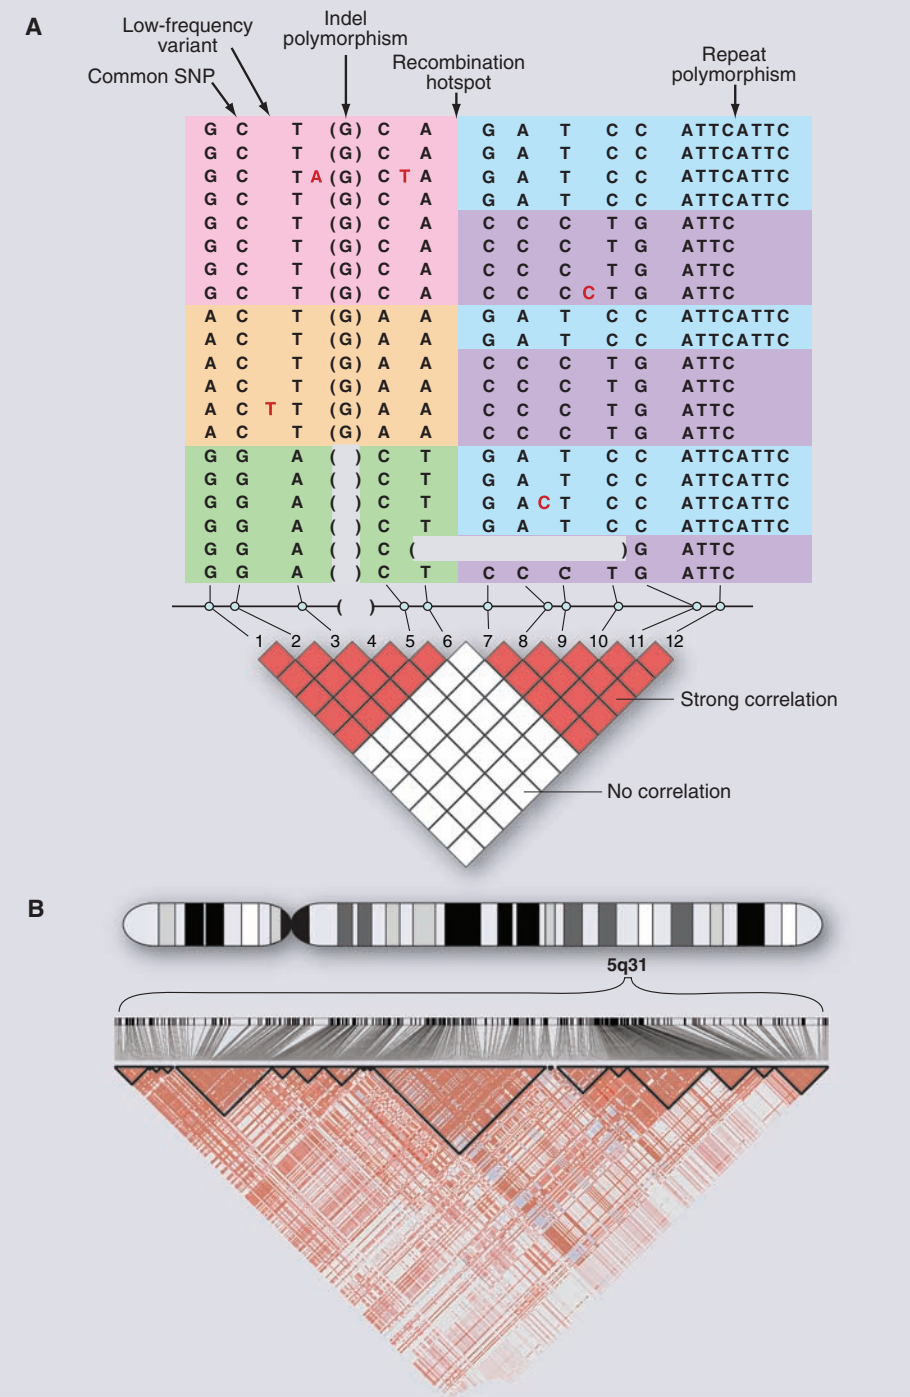 A
Low-frequency
variant
Indel
polymorphism
Common SNP
Recombination
hotspot
Repeat
polymorphism
G C T (G) C A G A T C C ATTCATTC
G C T (G) C A G A T C C ATTCATTC
G C T A (G) C T A G A T C C ATTCATTC
G C T (G) C A G A T C C ATTCATTC
G C T (G) C A C C C T G ATTC
G C T (G) C A C C C T G ATTC
G C T (G) C A C C C T G ATTC
G C T (G) C A C C C C T G ATTC
A C T (G) A A G A T C C ATTCATTC
A C T (G) A A G A T C C ATTCATTC
A C T (G) A A C C C T G ATTC
A C T (G) A A C C C T G ATTC
A C T T (G) A A C C C T G ATTC
A C T (G) A A C C C T G ATTC
G G A ( ) C T G A T C C ATTCATTC
G G A ( ) C T G A T C C ATTCATTC
G G A ( ) C T G A C T C C ATTCATTC
G G A ( ) C T G A T C C ATTCATTC
G G A ( ) C ( ) G ATTC
G G A ( ) C T C C C T G ATTC
( )
1 2 3 4 5 6 7 8 9 10 11 12
Strong correlation
No correlation
B
5q31